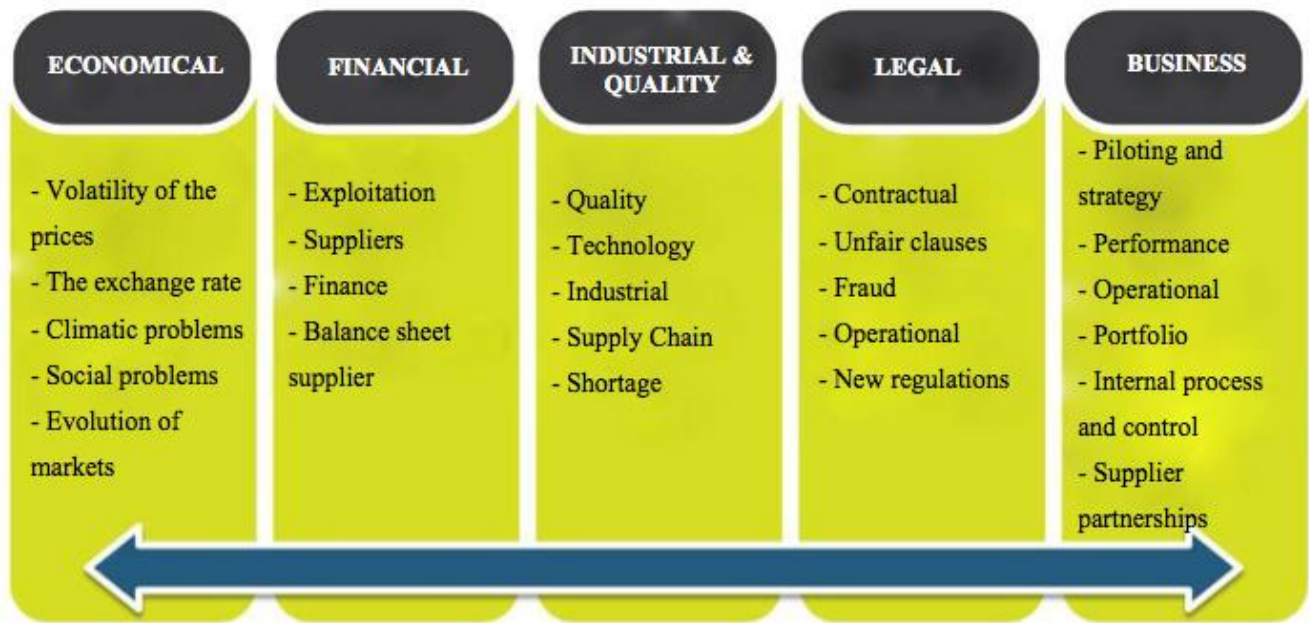 ECONOMICAL
- Volatility of the
prices
- The exchange rate
- Climatic problems
- Social problems
- Evolution of
markets
FINANCIAL
- Exploitation
- Suppliers
- Finance
- Balance sheet
supplier
INDUSTRIAL &
QUALITY
- Quality
- Technology
- Industrial
- Supply Chain
- Shortage
LEGAL
- Contractual
- Unfair clauses
- Fraud
- Operational
- New regulations
BUSINESS
- Piloting and
strategy
- Performance
- Operational
- Portfolio
- Internal process
and control
- Supplier
partnerships